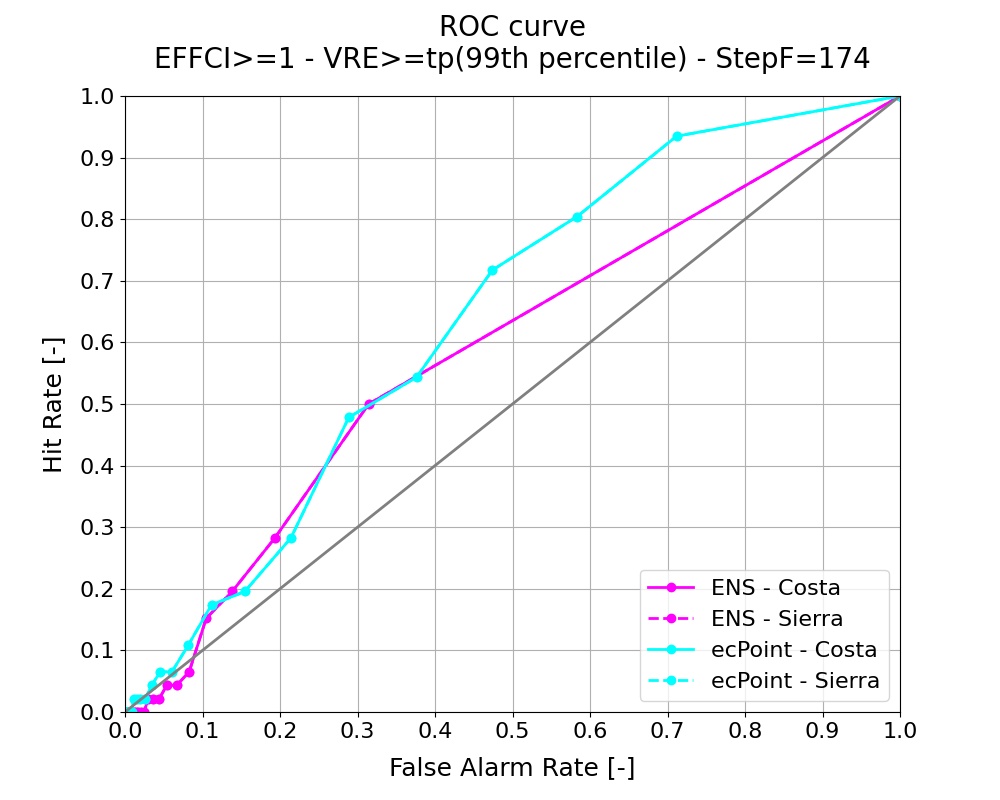 ROC curve
EFFCI>=1 - VRE>=tp(99th percentile) - StepF=174
1.0
0.9
0.8
0.7
0.6
0.5
0.4
0.3
0.2
0.1
0.0
Hit Rate [-]
ENS - Costa
ENS - Sierra
ecPoint - Costa
ecPoint - Sierra
0.0 0.1 0.2 0.3 0.4 0.5 0.6 0.7 0.8 0.9 1.0
False Alarm Rate [-]